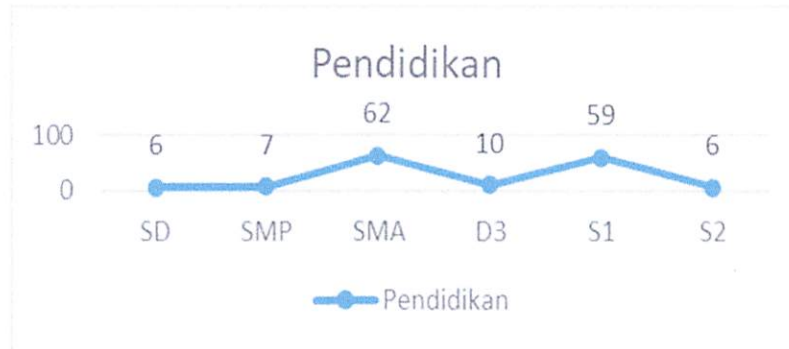 Pendidikan
62
59
100
6
7
10
6
0
SD SMP SMA D3 S1 S2
Pendidikan